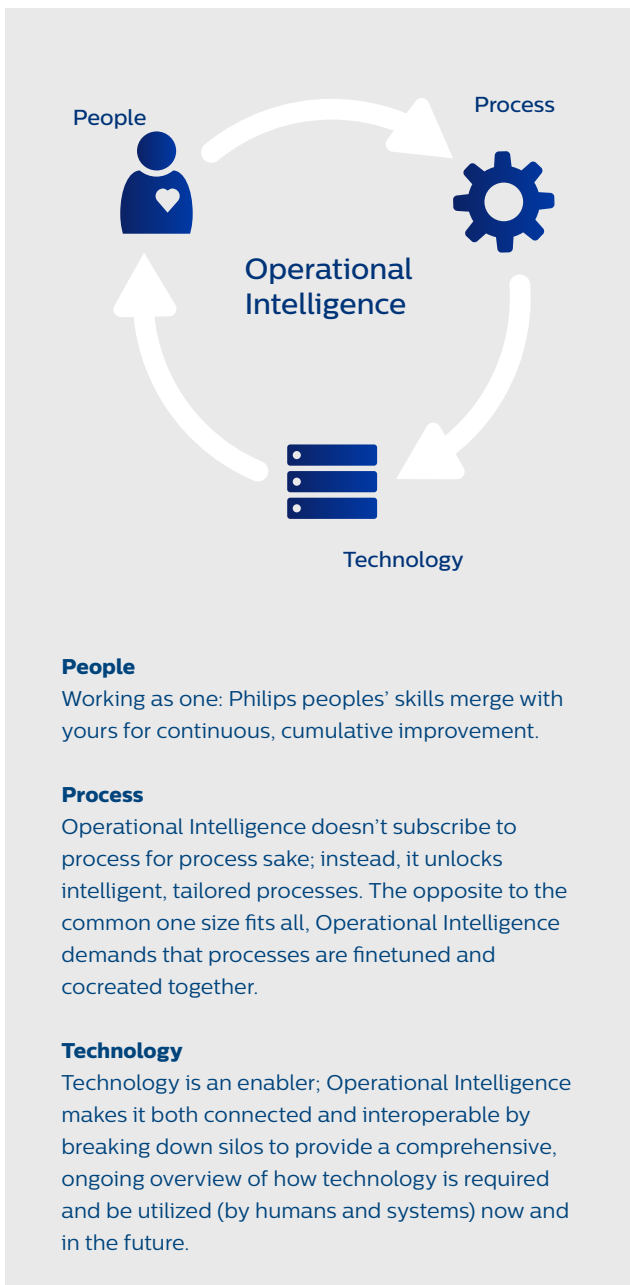 People
Process
Operational
Intelligence
Technology
People
Working as one: Philips peoples’ skills merge with
yours for continuous, cumulative improvement.
Process
Operational Intelligence doesn’t subscribe to
process for process sake; instead, it unlocks
intelligent, tailored processes. The opposite to the
common one size fits all, Operational Intelligence
demands that processes are finetuned and
cocreated together.
Technology
Technology is an enabler; Operational Intelligence
makes it both connected and interoperable by
breaking down silos to provide a comprehensive,
ongoing overview of how technology is required
and be utilized (by humans and systems) now and
in the future.